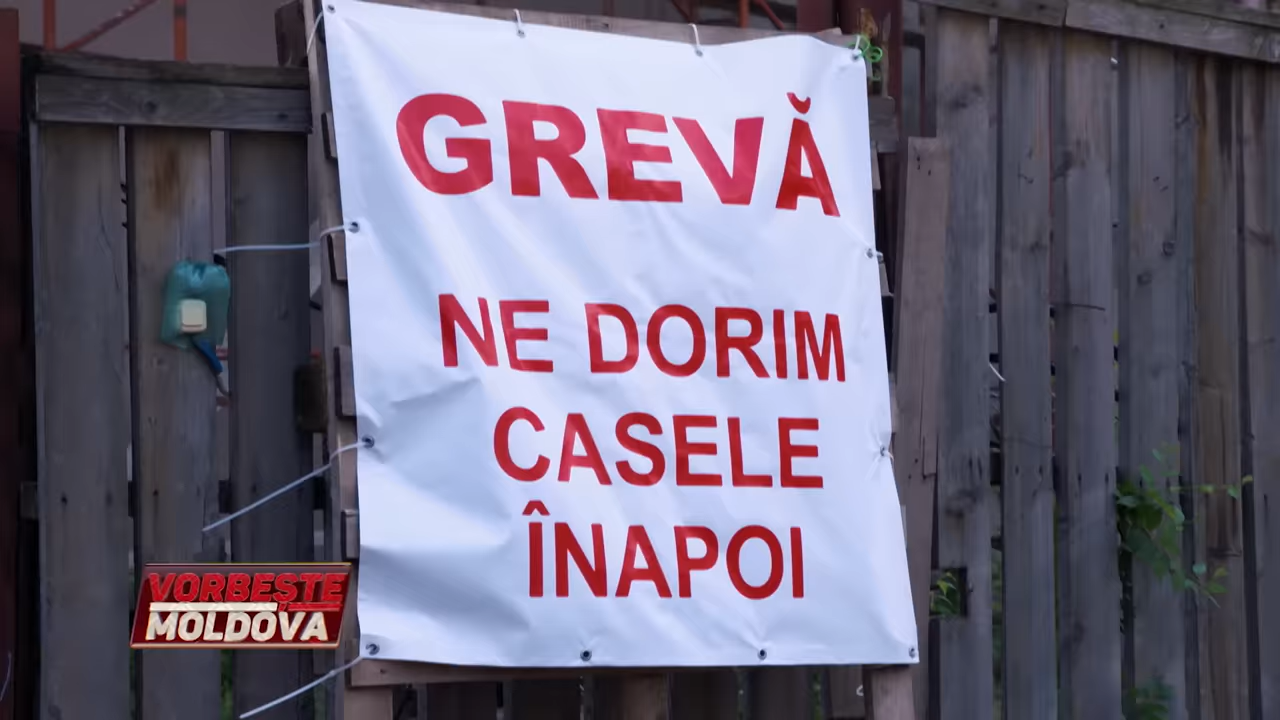 GREVĂ
NE DORIM
CASELE
ÎNAPOI
VORBEȘTE
MOLDOVA